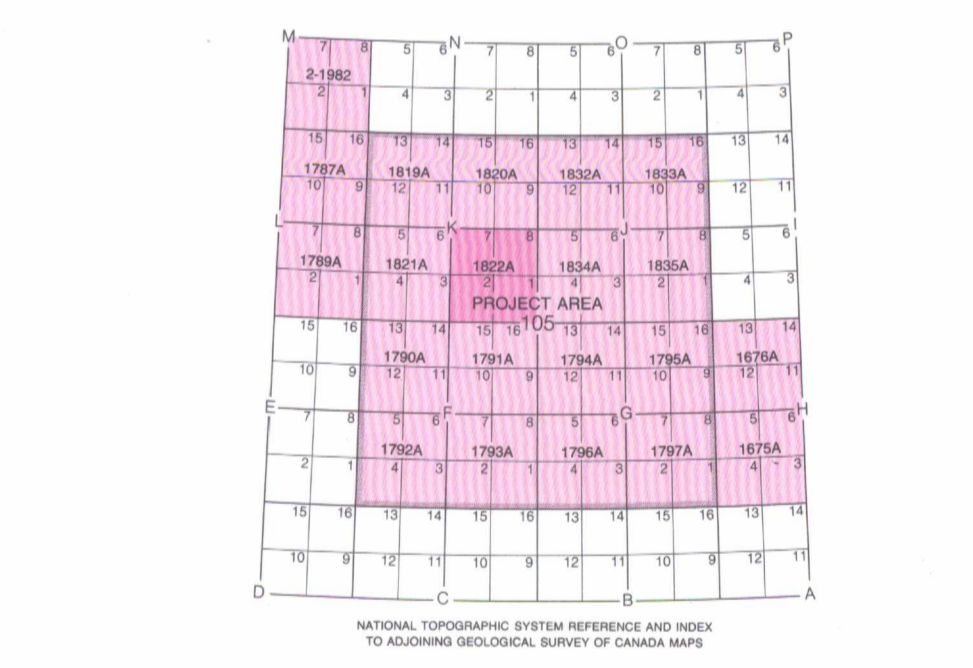 M 7 8 5 6 N 7 8 5 6 O 7 8 5 6 P
2-1982
2 1 4 3 2 1 4 3 2 1 4 3
15 16 13 14 15 16 13 14 15 16 13 14
1787A 1819A 1820A 1832A 1833A
10 9 12 11 10 9 12 11 10 9 12 11
L 7 8 5 6 K 7 8 5 6 J 7 8 5 6 I
1789A 1821A 1822A 1834A 1835A
2 1 4 3 2 1 4 3 2 1 4 3
PROJECT AREA
105
15 16 13 14 15 16 13 14 15 16 13 14
1790A 1791A 1794A 1795A 1676A
10 9 12 11 10 9 12 11 10 9 12 11
E 7 8 5 6 F 7 8 5 6 G 7 8 5 6 H
1792A 1793A 1796A 1797A 1675A
2 1 4 3 2 1 4 3 2 1 4 3
15 16 13 14 15 16 13 14 15 16 13 14
10 9 12 11 10 9 12 11 10 9 12 11
D C B A
NATIONAL TOPOGRAPHIC SYSTEM REFERENCE AND INDEX
TO ADJOINING GEOLOGICAL SURVEY OF CANADA MAPS